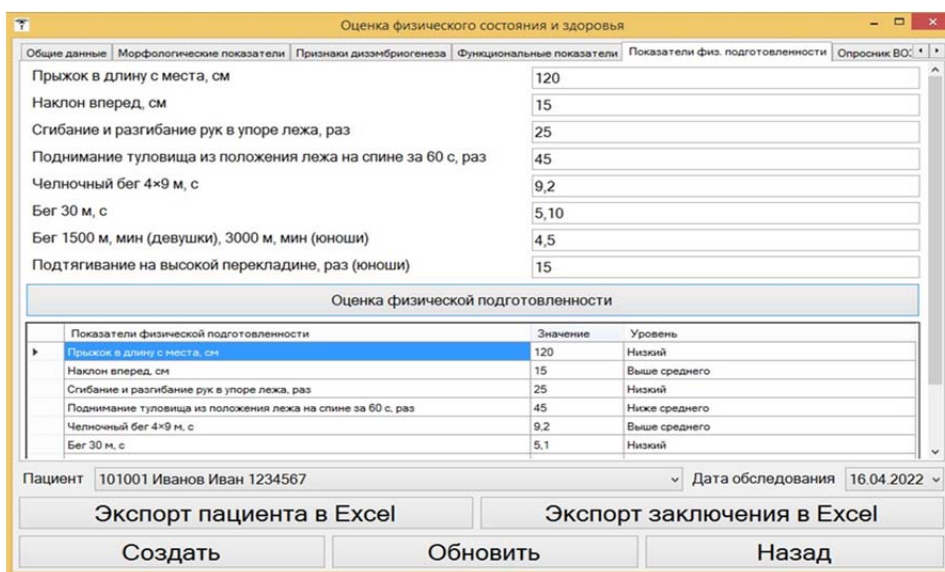 Оценка физического состояния и здоровья
Общие данные Морфологические показатели Признаки дизэмбриогенеза Функциональные показатели Показатели физ. подготовленности Опросник ВОЗ
Прыжок в длину с места, см 120
Наклон вперед, см 15
Сгибание и разгибание рук в упоре лежа, раз 25
Поднимание туловища из положения лежа на спине за 60 с, раз 45
Челночный бег 4×9 м, с 9,2
Бег 30 м, с 5,10
Бег 1500 м, мин (девушки), 3000 м, мин (юноши) 4,5
Подтягивание на высокой перекладине, раз (юноши) 15
Оценка физической подготовленности
Показатели физической подготовленности Значение Уровень
Прыжок в длину с места, см 120 Низкий
Наклон вперед, см 15 Выше среднего
Сгибание и разгибание рук в упоре лежа, раз 25 Низкий
Поднимание туловища из положения лежа на спине за 60 с, раз 45 Ниже среднего
Челночный бег 4×9 м, с 9,2 Выше среднего
Бег 30 м, с 5,1 Низкий
Пациент 101001 Иванов Иван 1234567 Дата обследования 16.04.2022
Экспорт пациента в Excel Экспорт заключения в Excel
Создать Обновить Назад